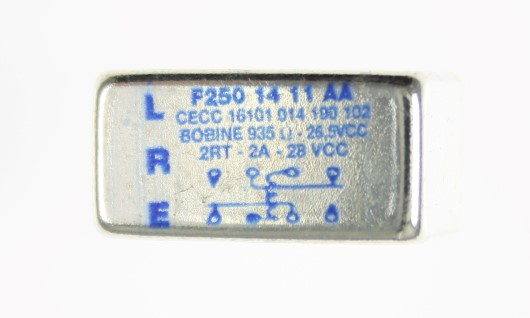 F250 14 11 AA
CECC 16101 014 190 102
BOBINE 935 Ω - 26,5VCC
2RT - 2A - 28 VCC
L
R
E